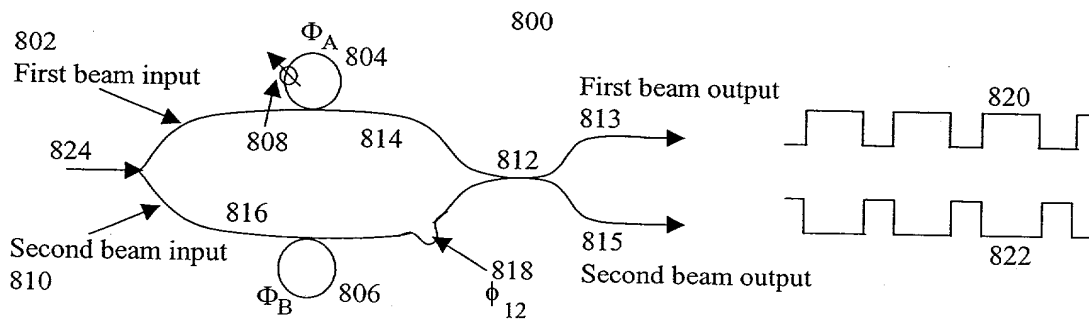 800
802
First beam input
Φ_A
804
808
814
824
812
First beam output
813
820
816
Second beam input
810
Φ_B
806
818
ϕ_12
815
Second beam output
822